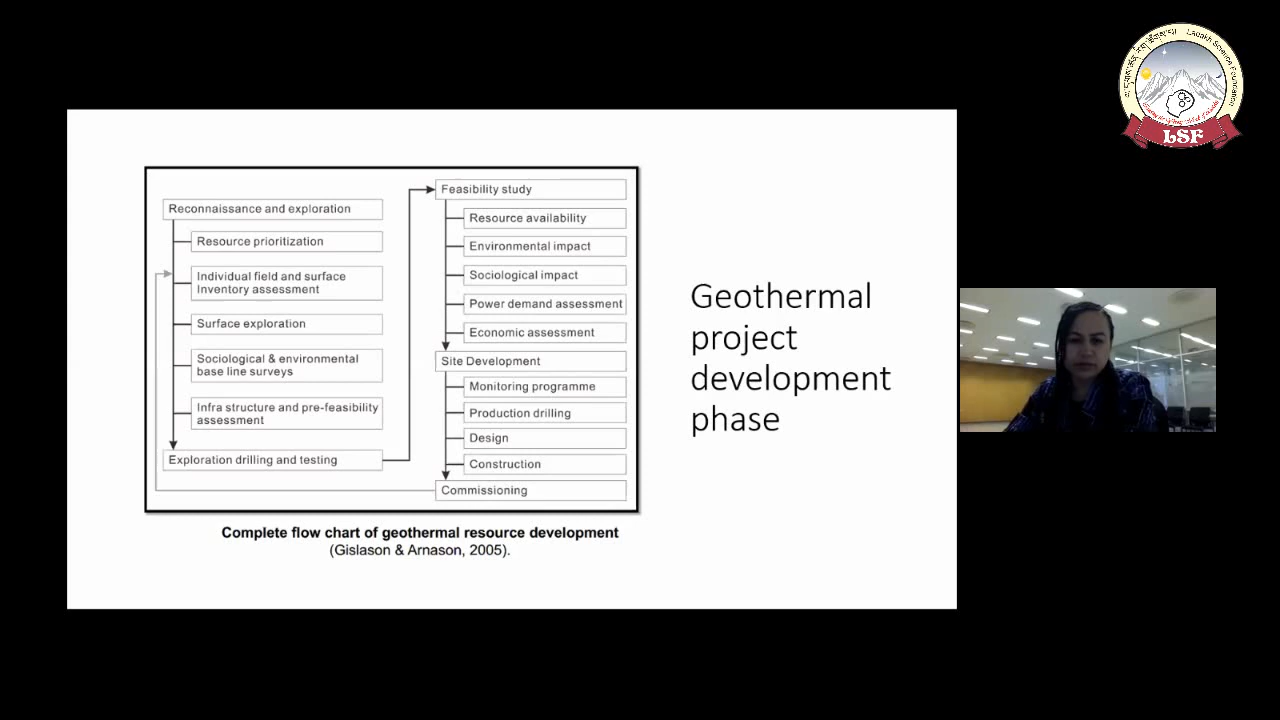 Reconnaissance and exploration
Resource prioritization
Individual field and surface
Inventory assessment
Surface exploration
Sociological & environmental
base line surveys
Infra structure and pre-feasibility
assessment
Exploration drilling and testing
Feasibility study
Resource availability
Environmental impact
Sociological impact
Power demand assessment
Economic assessment
Site Development
Monitoring programme
Production drilling
Design
Construction
Commissioning
Complete flow chart of geothermal resource development
(Gislason & Arnason, 2005).
Geothermal
project
development
phase
Ladakh Science Foundation
LSF